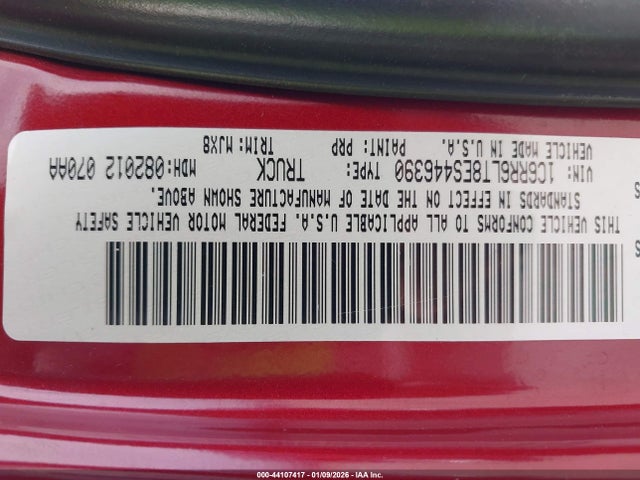 THIS VEHICLE CONFORMS TO ALL APPLICABLE U.S.A. FEDERAL MOTOR VEHICLE SAFETY
STANDARDS IN EFFECT ON THE DATE OF MANUFACTURE SHOWN ABOVE.
VIN: 1C6RR6LT8ES446390 TYPE: TRUCK MDH: 082012 070AA
VEHICLE MADE IN U.S.A. PAINT: PRP TRIM: MJX8
000-44107417 - 01/09/2026 - IAA Inc.